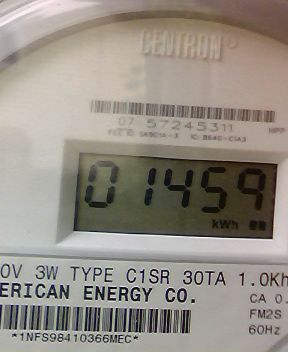 CENTRON®
07 57245311
01459
kWh
0V 3W TYPE C1SR 30TA 1.0Kh
ERICAN ENERGY CO.
CA 0.
FM2S
60Hz
*1NFS98410366MEC*